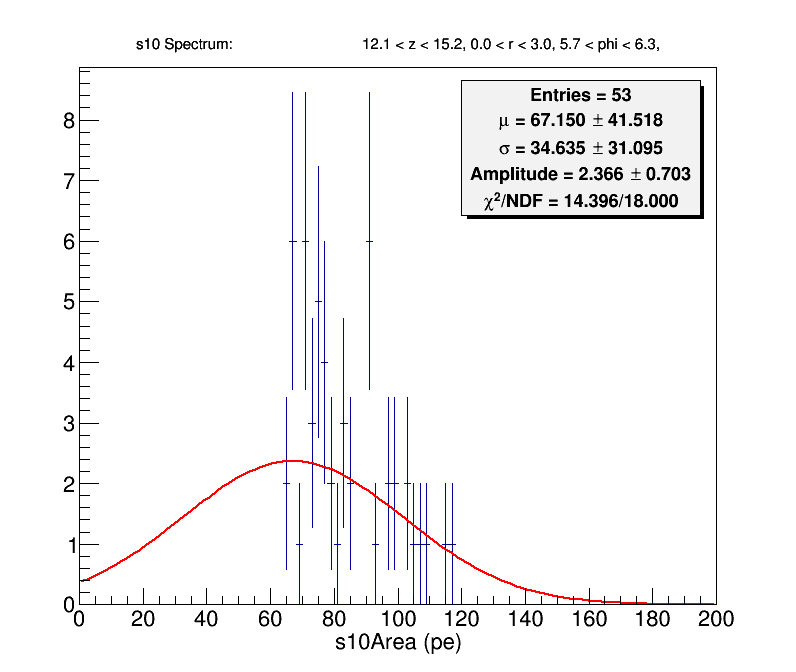 s10 Spectrum: 12.1 < z < 15.2, 0.0 < r < 3.0, 5.7 < phi < 6.3,
Entries = 53
μ = 67.150 ± 41.518
σ = 34.635 ± 31.095
Amplitude = 2.366 ± 0.703
χ²/NDF = 14.396/18.000
8
7
6
5
4
3
2
1
0
0 20 40 60 80 100 120 140 160 180 200
s10Area (pe)